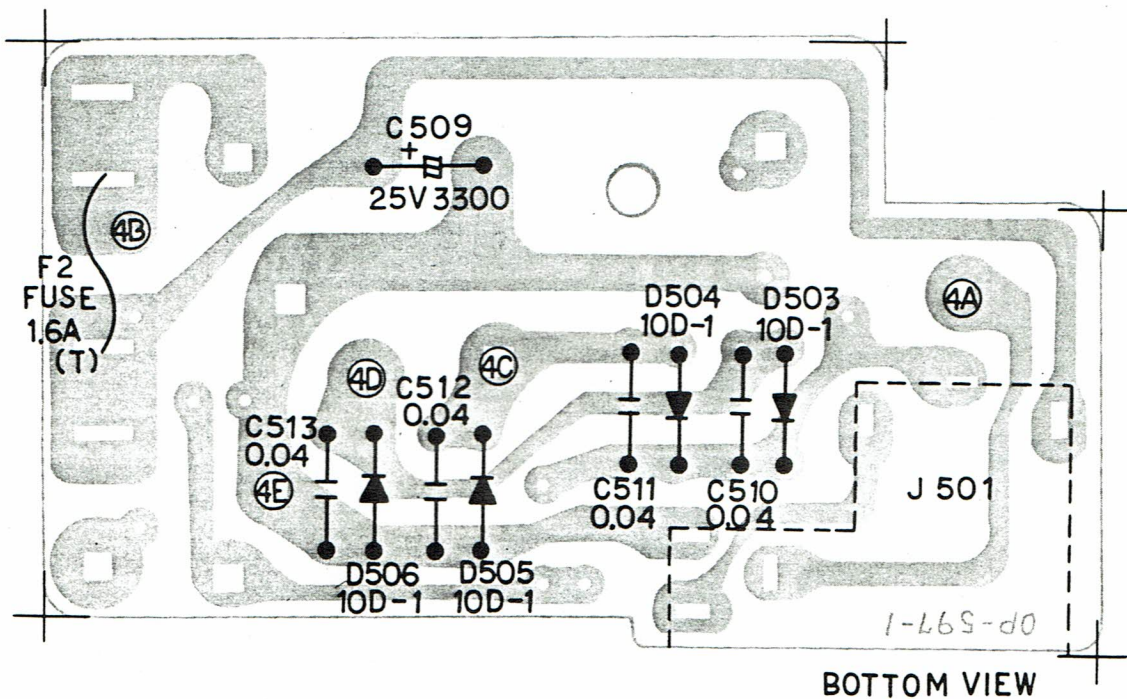 C509
+
25V 3300
4B
F2
FUSE
1.6A
(T)
4A
D504
10D-1
D503
10D-1
4C
4D
C512
0.04
C513
0.04
4E
C511
0.04
C510
0.04
J 501
D506
10D-1
D505
10D-1
OP-597-1
BOTTOM VIEW